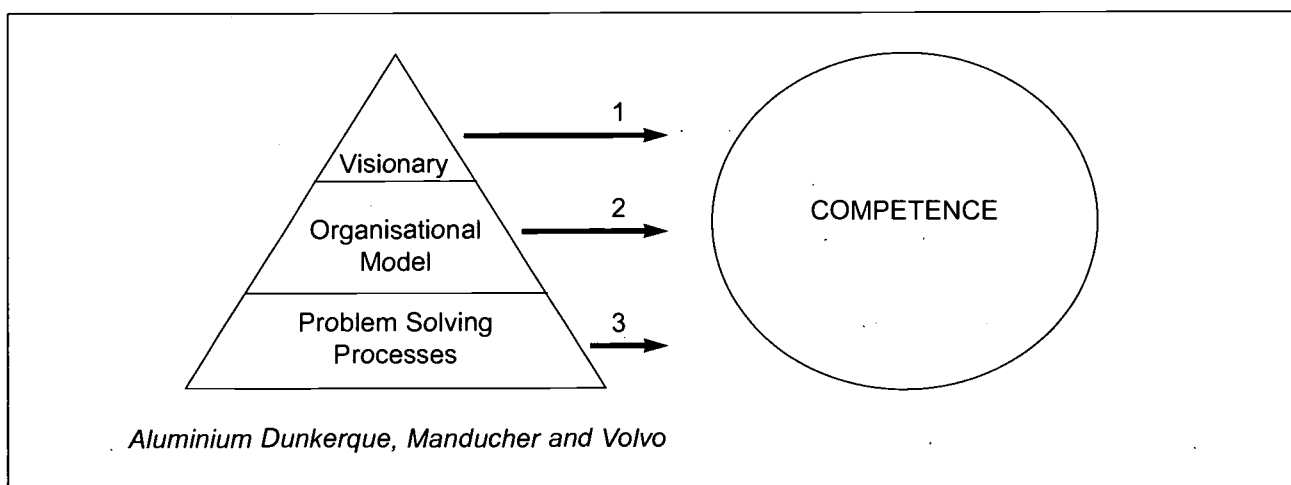 1
Visionary
2
COMPETENCE
Organisational
Model
3
Problem Solving
Processes
Aluminium Dunkerque, Manducher and Volvo